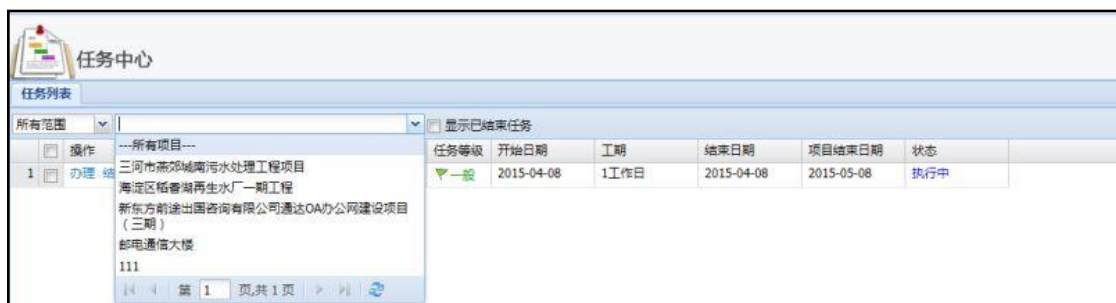 任务中心
任务列表
所有范围 显示已结束任务
操作 任务等级 开始日期 工期 结束日期 项目结束日期 状态
1 办理 结 一般 2015-04-08 1工作日 2015-04-08 2015-05-08 执行中
---所有项目---
三河市燕郊城南污水处理工程项目
海淀区稻香湖再生水厂一期工程
新东方前途出国咨询有限公司通达OA办公网建设项目
（三期）
邮电通信大楼
111
第 1 页,共 1 页